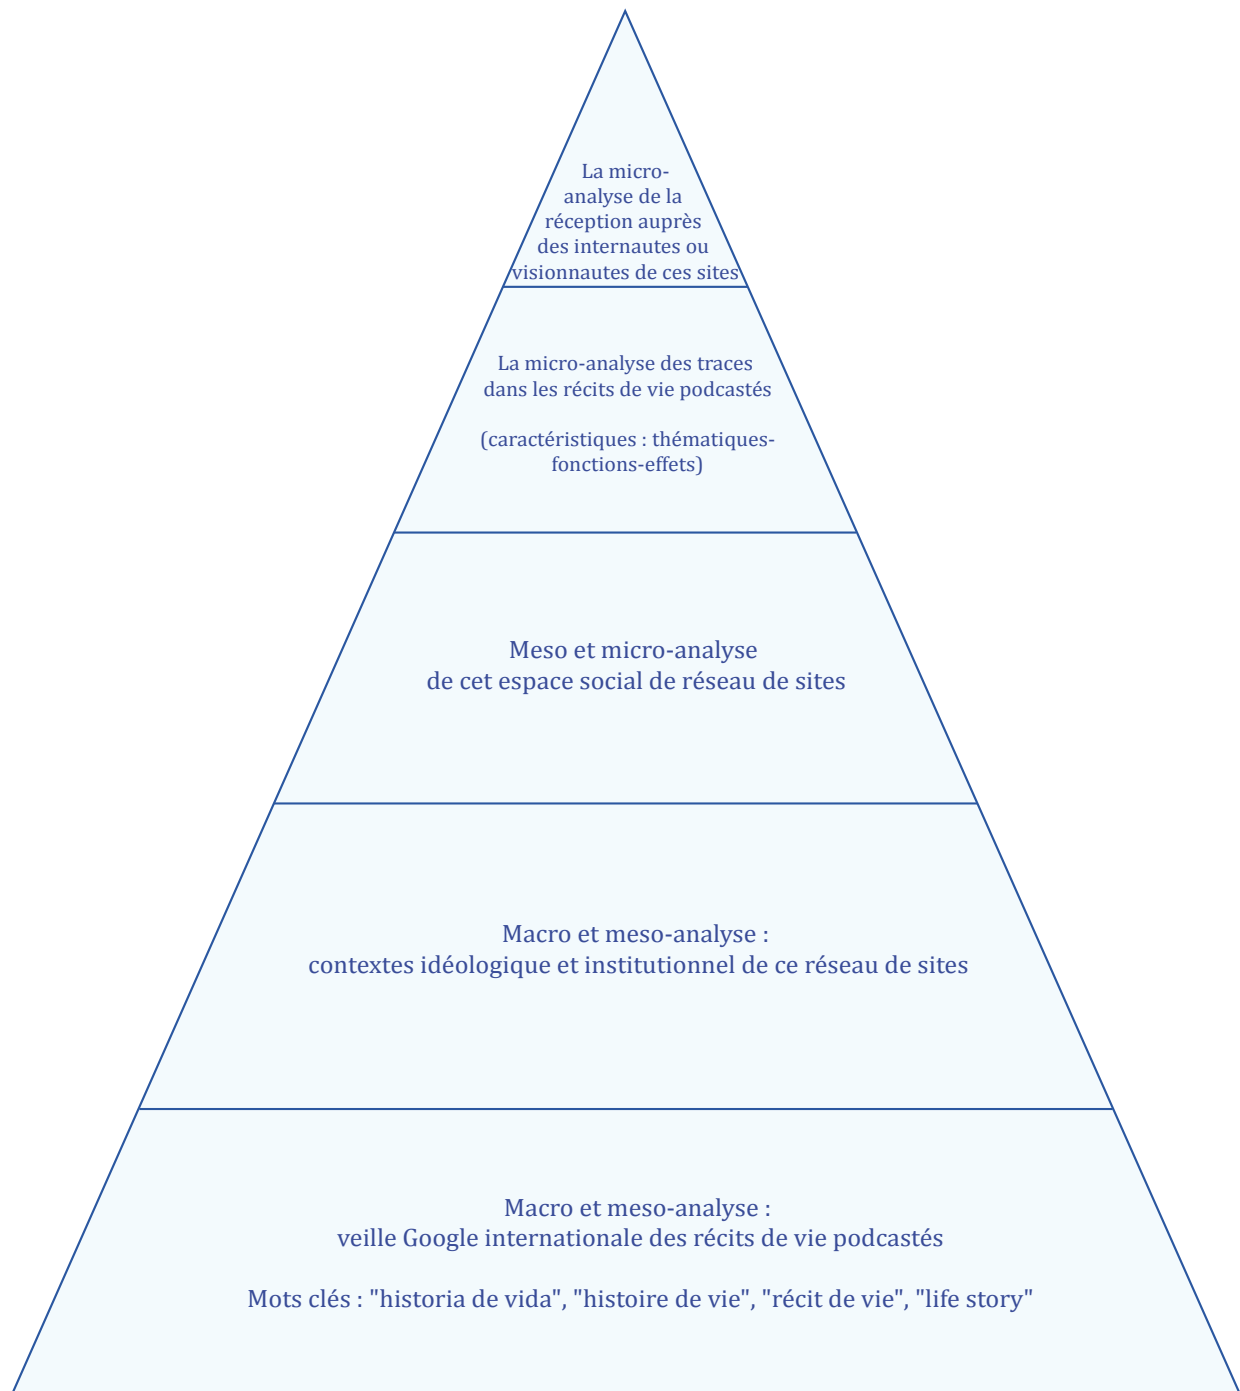 La micro-
analyse de la
réception auprès
des internautes ou
visionnautes de ces sites
La micro-analyse des traces
dans les récits de vie podcastés
(caractéristiques : thématiques-
fonctions-effets)
Meso et micro-analyse
de cet espace social de réseau de sites
Macro et meso-analyse :
contextes idéologique et institutionnel de ce réseau de sites
Macro et meso-analyse :
veille Google internationale des récits de vie podcastés
Mots clés : "historia de vida", "histoire de vie", "récit de vie", "life story"